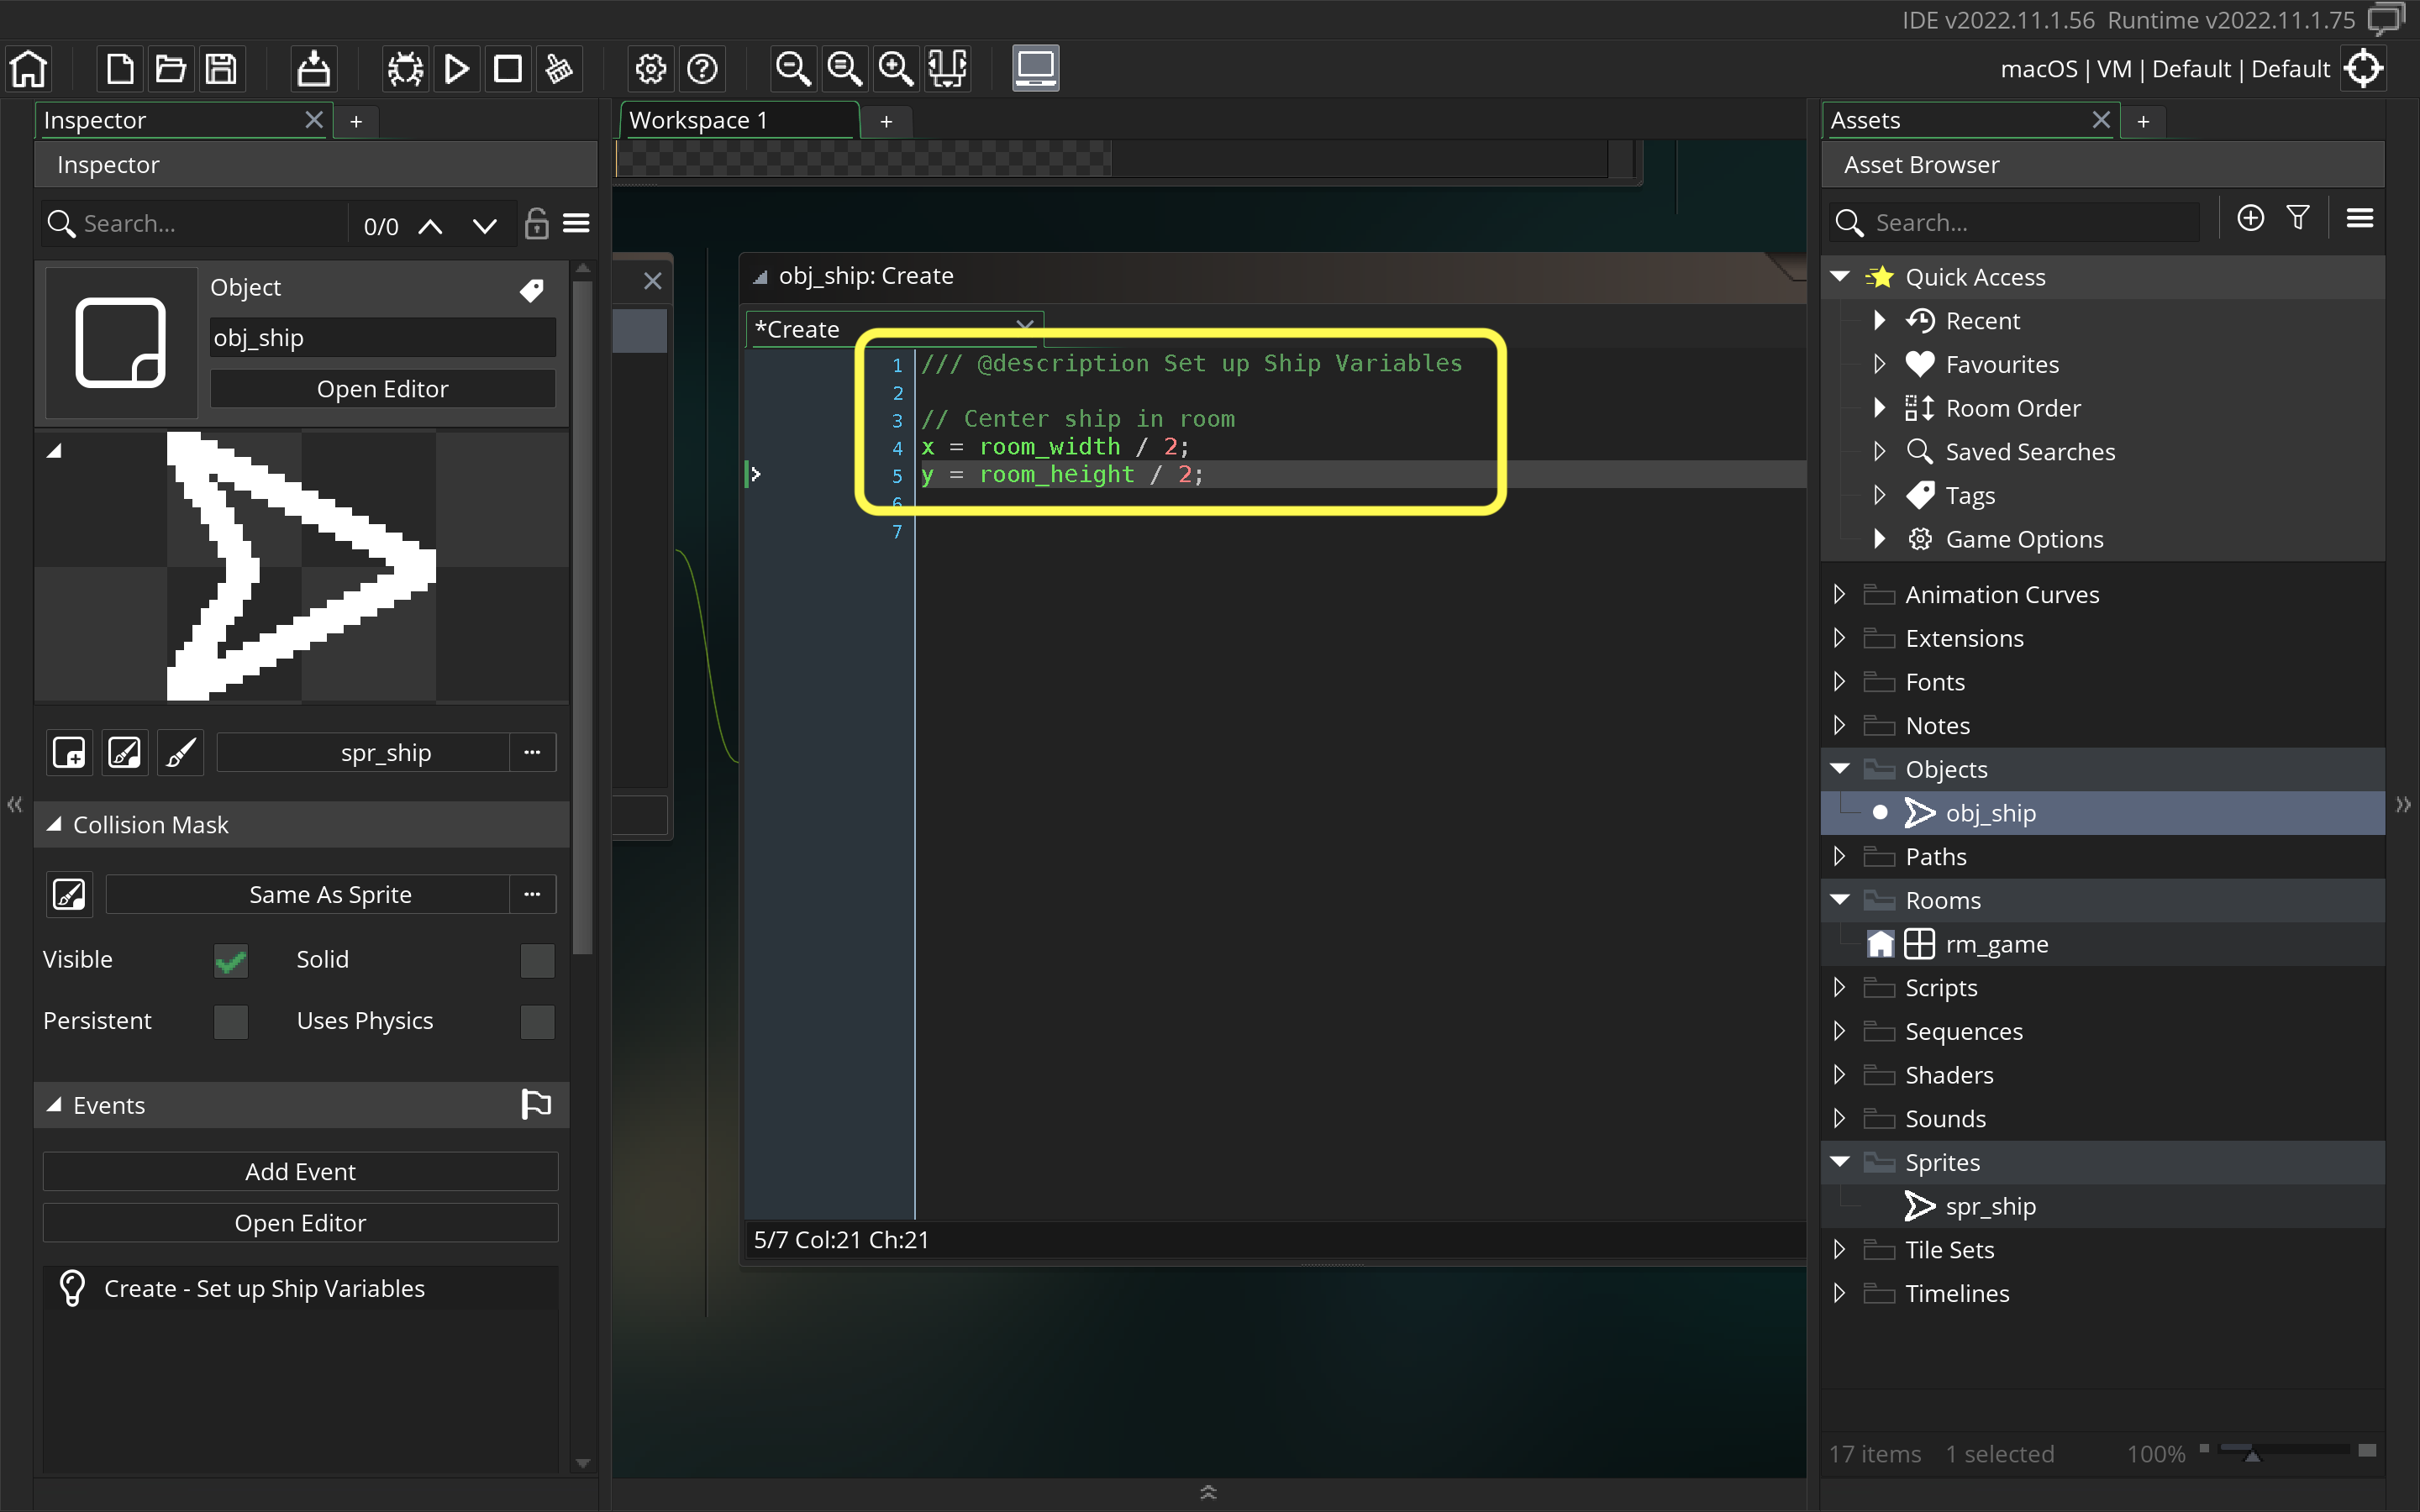 IDE v2022.11.1.56 Runtime v2022.11.1.75
macOS | VM | Default | Default
Inspector
+
Inspector
Search...
0/0
Object
obj_ship
Open Editor
spr_ship
...
Collision Mask
Same As Sprite
...
Visible
Solid
Persistent
Uses Physics
Events
Add Event
Open Editor
Create - Set up Ship Variables
Workspace 1
+
obj_ship: Create
*Create
1 /// @description Set up Ship Variables
2
3 // Center ship in room
4 x = room_width / 2;
5 y = room_height / 2;
6
7
5/7 Col:21 Ch:21
Assets
+
Asset Browser
Search...
Quick Access
Recent
Favourites
Room Order
Saved Searches
Tags
Game Options
Animation Curves
Extensions
Fonts
Notes
Objects
obj_ship
Paths
Rooms
rm_game
Scripts
Sequences
Shaders
Sounds
Sprites
spr_ship
Tile Sets
Timelines
17 items 1 selected 100%